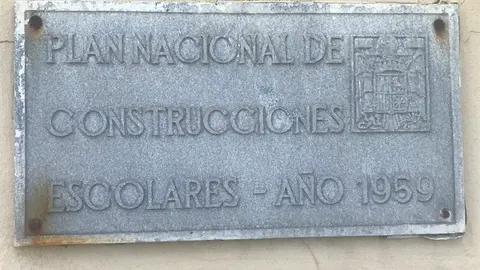 PLAN NACIONAL DE
CONSTRUCCIONES
ESCOLARES - AÑO 1959